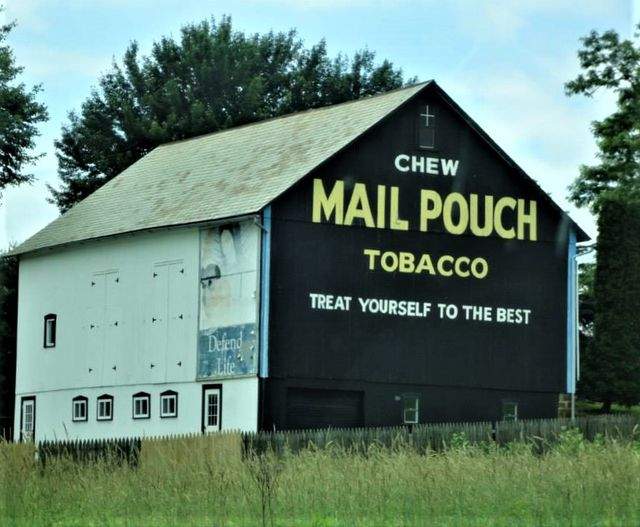 CHEW
MAIL POUCH
TOBACCO
TREAT YOURSELF TO THE BEST
Defend
Life